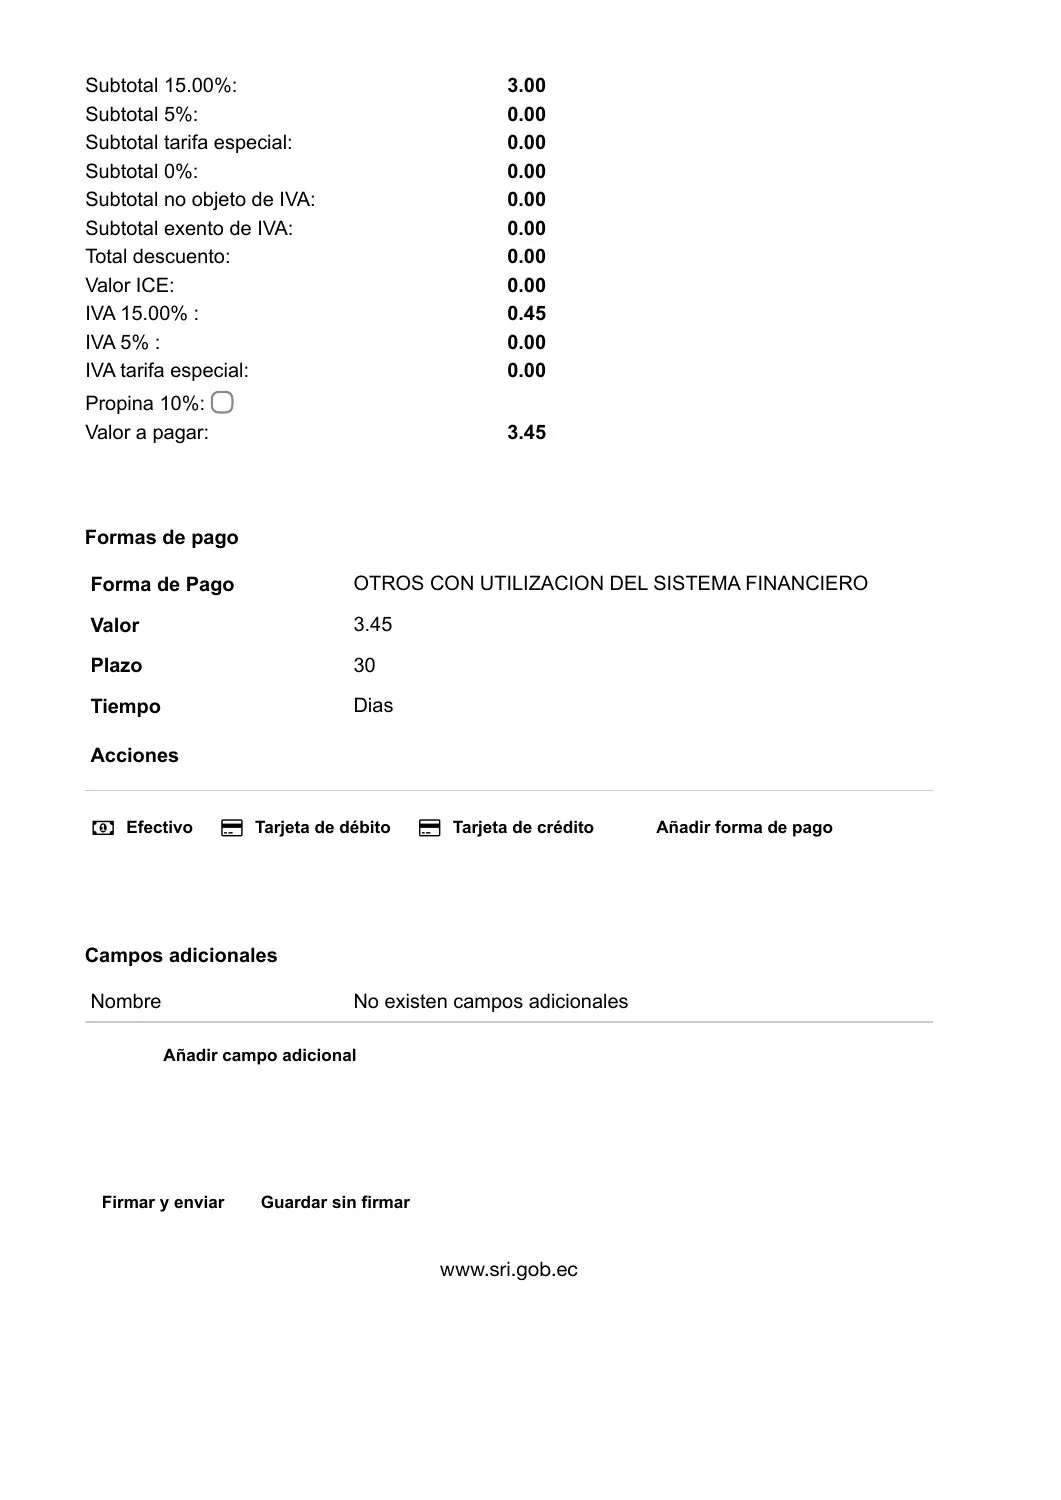 Subtotal 15.00%: 3.00
Subtotal 5%: 0.00
Subtotal tarifa especial: 0.00
Subtotal 0%: 0.00
Subtotal no objeto de IVA: 0.00
Subtotal exento de IVA: 0.00
Total descuento: 0.00
Valor ICE: 0.00
IVA 15.00% : 0.45
IVA 5% : 0.00
IVA tarifa especial: 0.00
Propina 10%:
Valor a pagar: 3.45
Formas de pago
Forma de Pago OTROS CON UTILIZACION DEL SISTEMA FINANCIERO
Valor 3.45
Plazo 30
Tiempo Dias
Acciones
Efectivo Tarjeta de débito Tarjeta de crédito Añadir forma de pago
Campos adicionales
Nombre No existen campos adicionales
Añadir campo adicional
Firmar y enviar Guardar sin firmar
www.sri.gob.ec